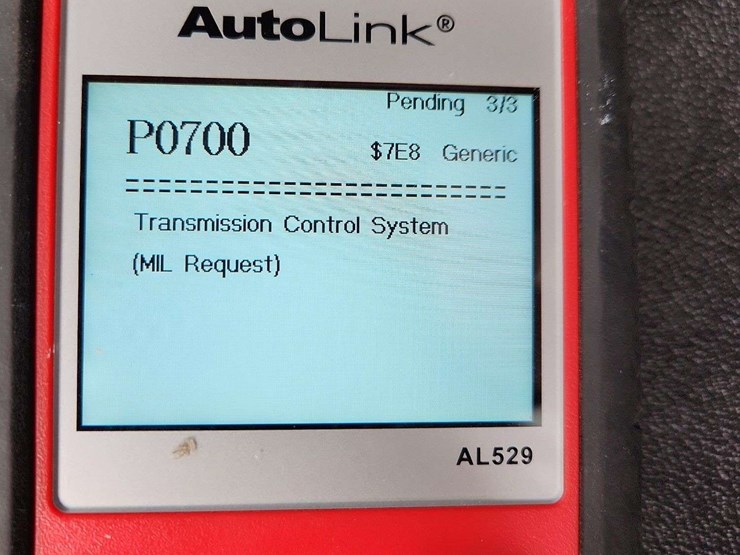 AutoLink®
Pending 3/3
P0700
$7E8 Generic
==========================
Transmission Control System
(MIL Request)
AL529